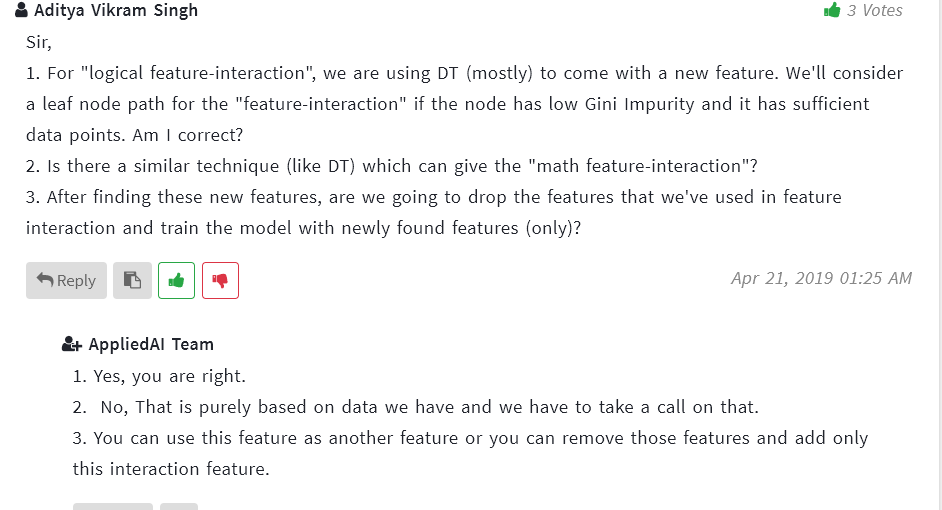 Aditya Vikram Singh
3 Votes
Sir,
1. For "logical feature-interaction", we are using DT (mostly) to come with a new feature. We'll consider
a leaf node path for the "feature-interaction" if the node has low Gini Impurity and it has sufficient
data points. Am I correct?
2. Is there a similar technique (like DT) which can give the "math feature-interaction"?
3. After finding these new features, are we going to drop the features that we've used in feature
interaction and train the model with newly found features (only)?
Reply
Apr 21, 2019 01:25 AM
AppliedAI Team
1. Yes, you are right.
2. No, That is purely based on data we have and we have to take a call on that.
3. You can use this feature as another feature or you can remove those features and add only
this interaction feature.